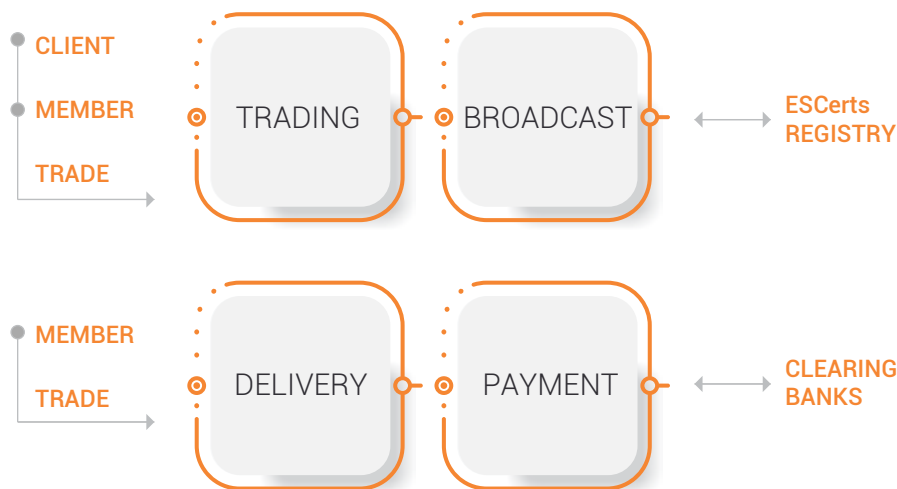 CLIENT
MEMBER
TRADE
TRADING
BROADCAST
ESCerts
REGISTRY
MEMBER
TRADE
DELIVERY
PAYMENT
CLEARING
BANKS